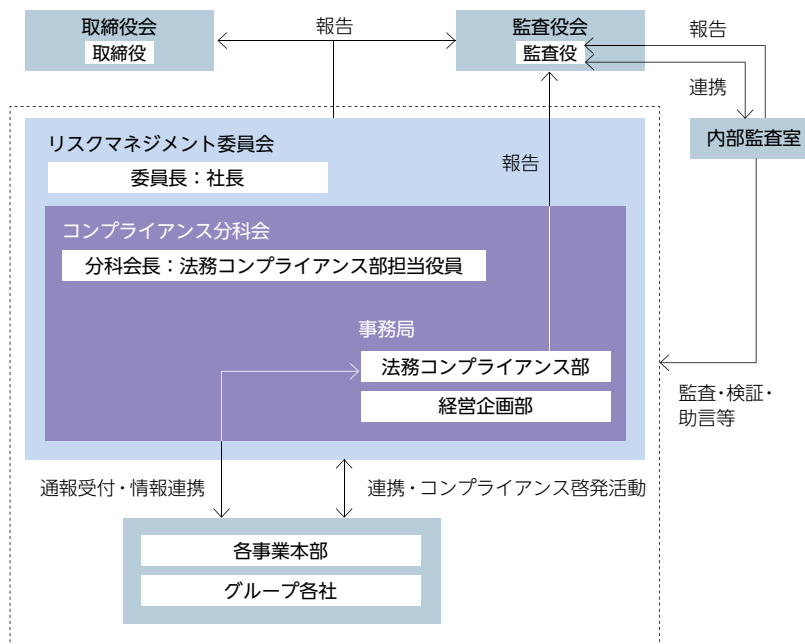 取締役会
取締役
報告
監査役会
監査役
報告
連携
内部監査室
リスクマネジメント委員会
委員長：社長
報告
コンプライアンス分科会
分科会長：法務コンプライアンス部担当役員
事務局
法務コンプライアンス部
経営企画部
監査・検証・
助言等
通報受付・情報連携
連携・コンプライアンス啓発活動
各事業本部
グループ各社